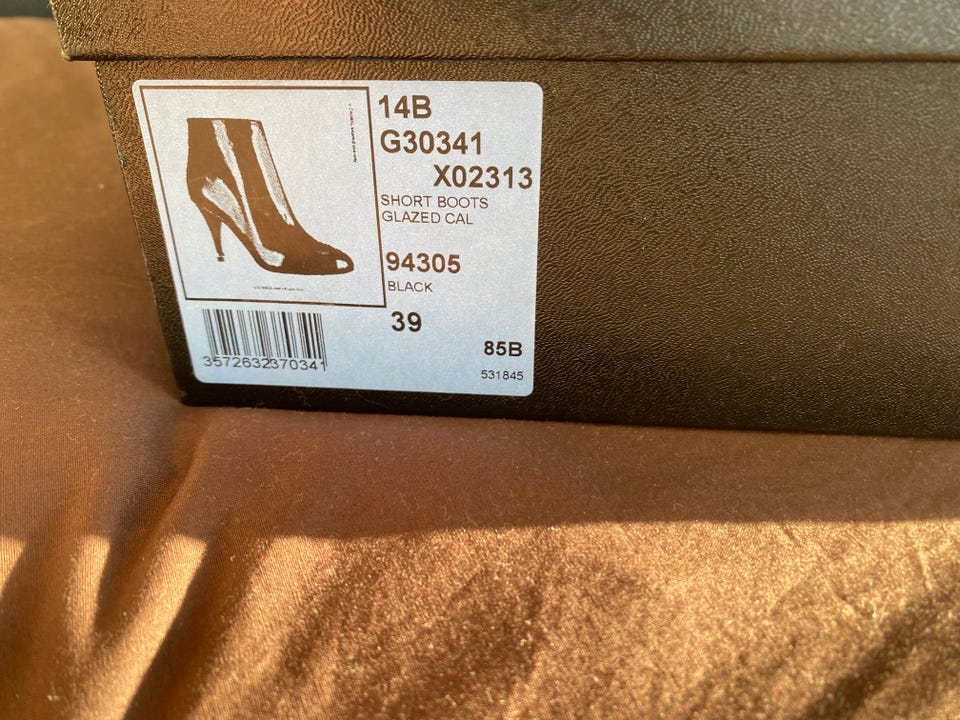 14B
G30341
X02313
SHORT BOOTS
GLAZED CAL
94305
BLACK
39
85B
531845
3572632370341